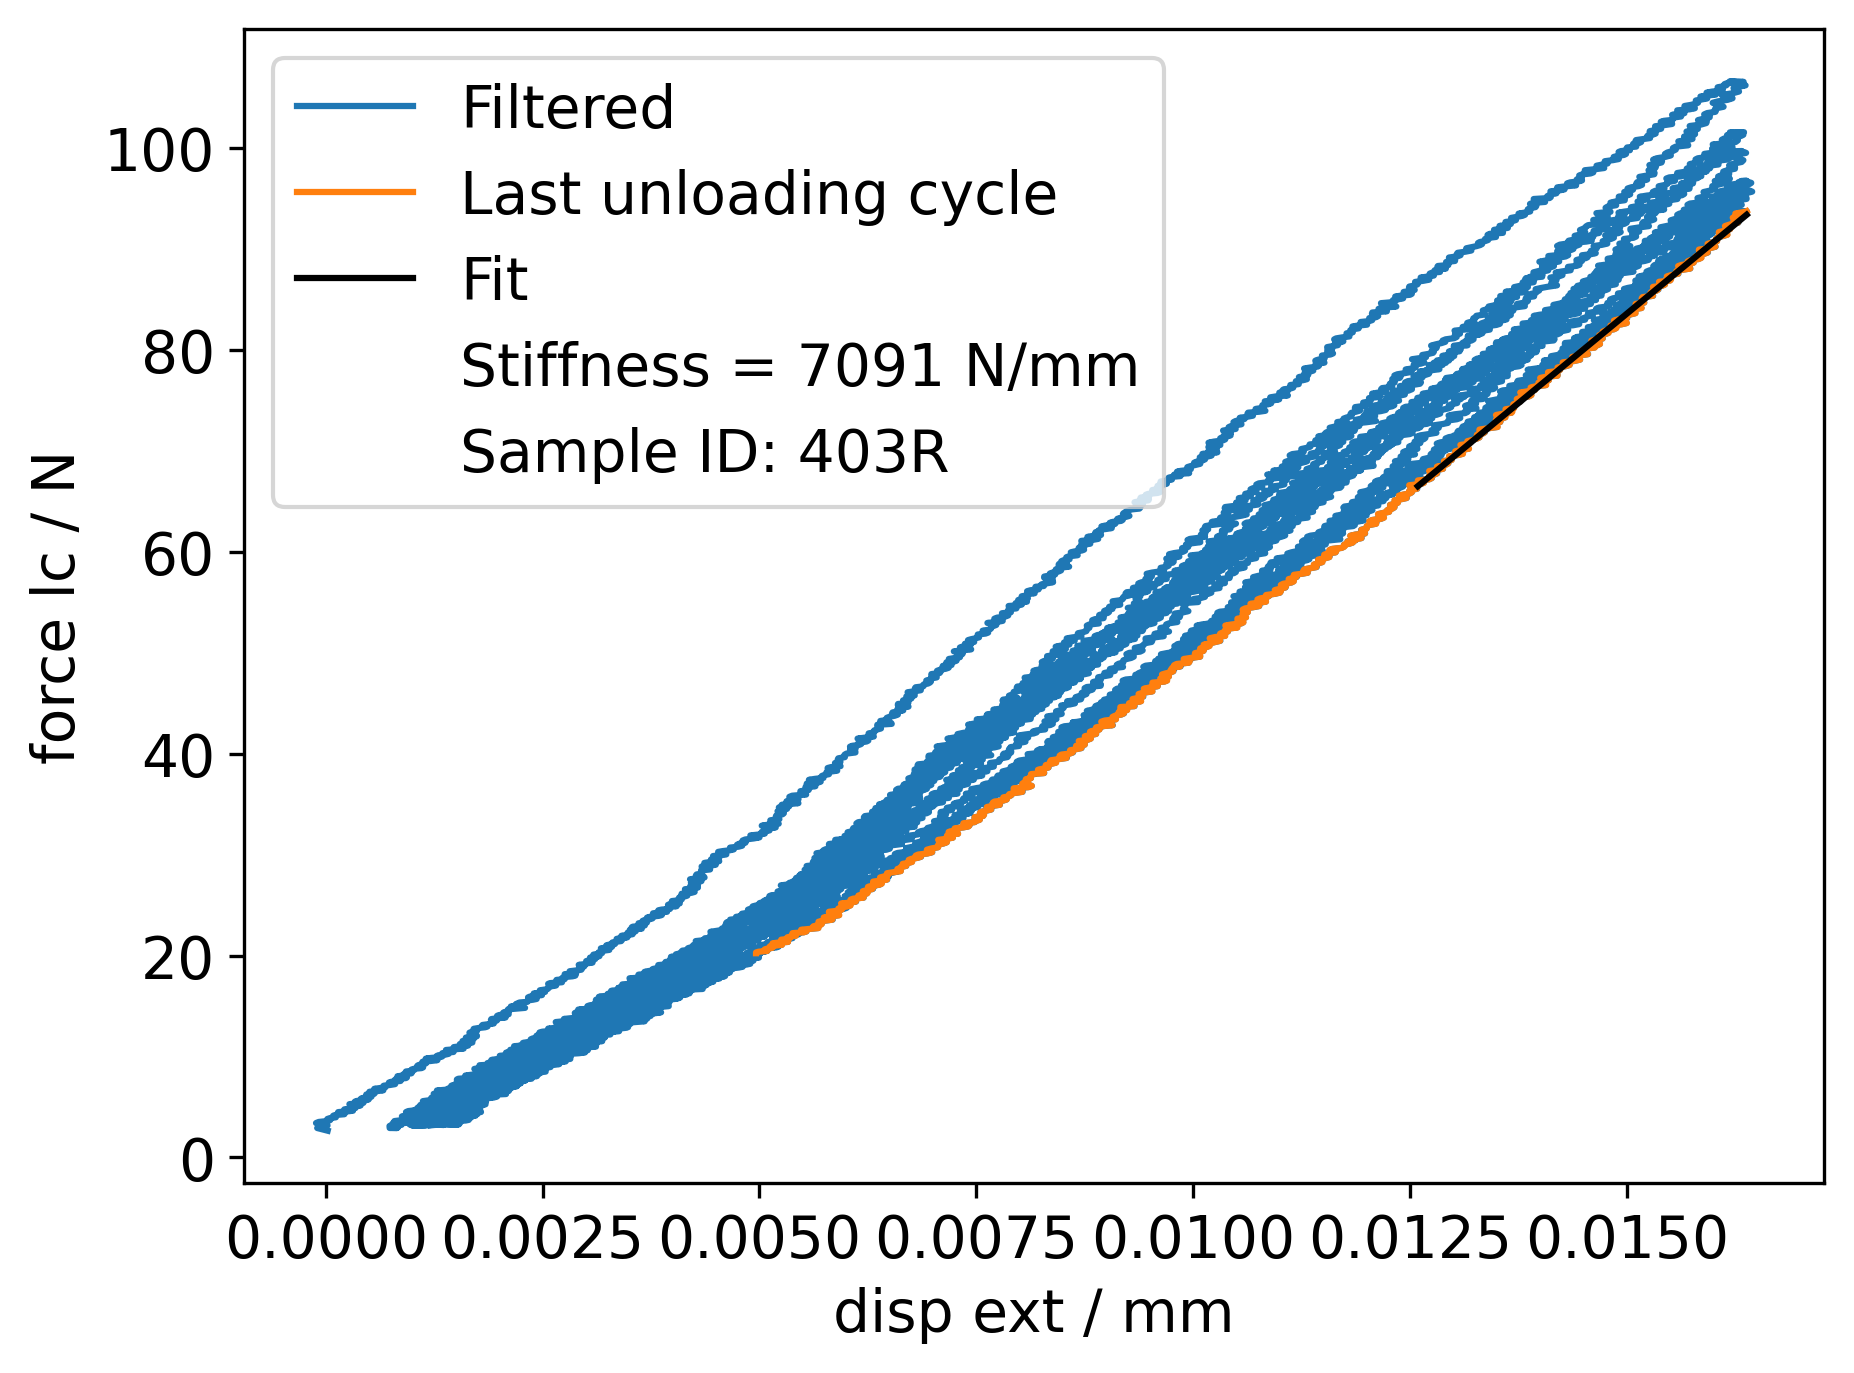 Filtered
Last unloading cycle
Fit
Stiffness = 7091 N/mm
Sample ID: 403R
100
80
60
40
20
0
force lc / N
0.0000 0.0025 0.0050 0.0075 0.0100 0.0125 0.0150
disp ext / mm